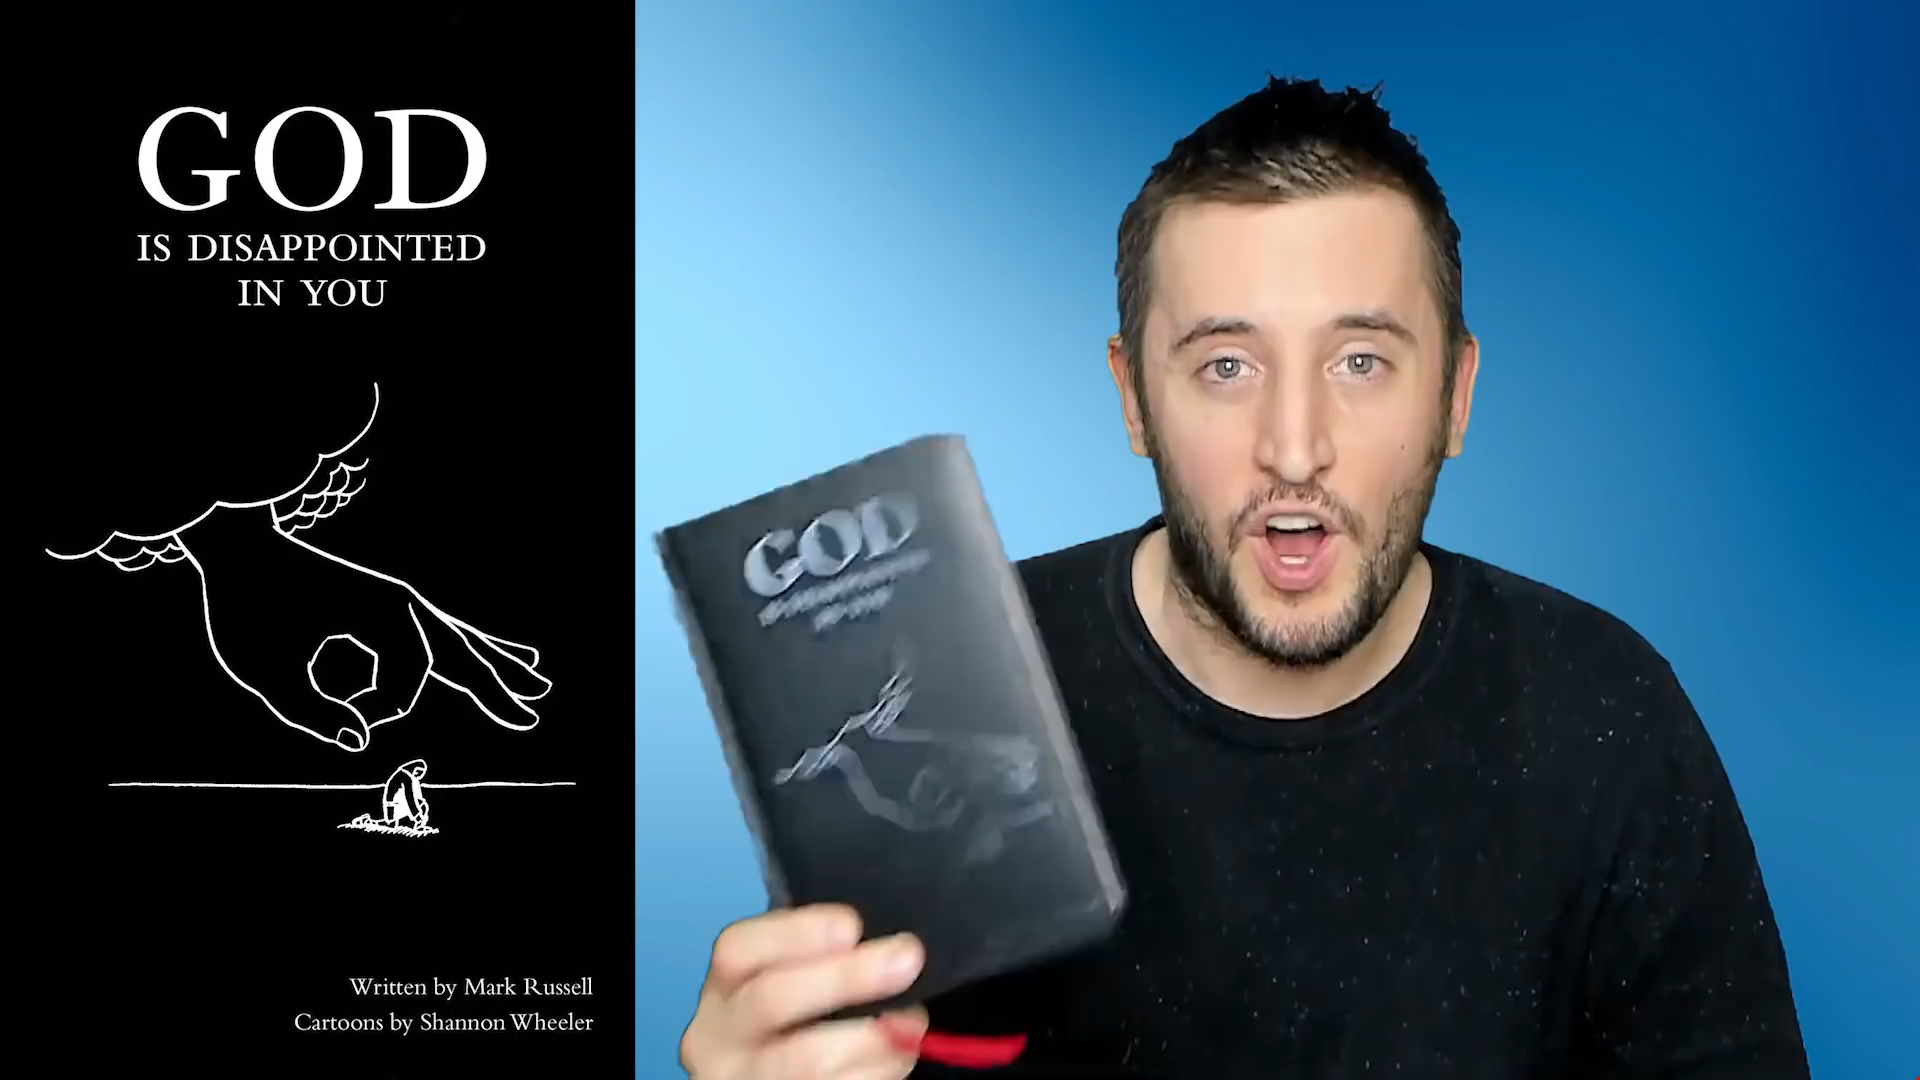 GOD
IS DISAPPOINTED
IN YOU
Written by Mark Russell
Cartoons by Shannon Wheeler
GOD